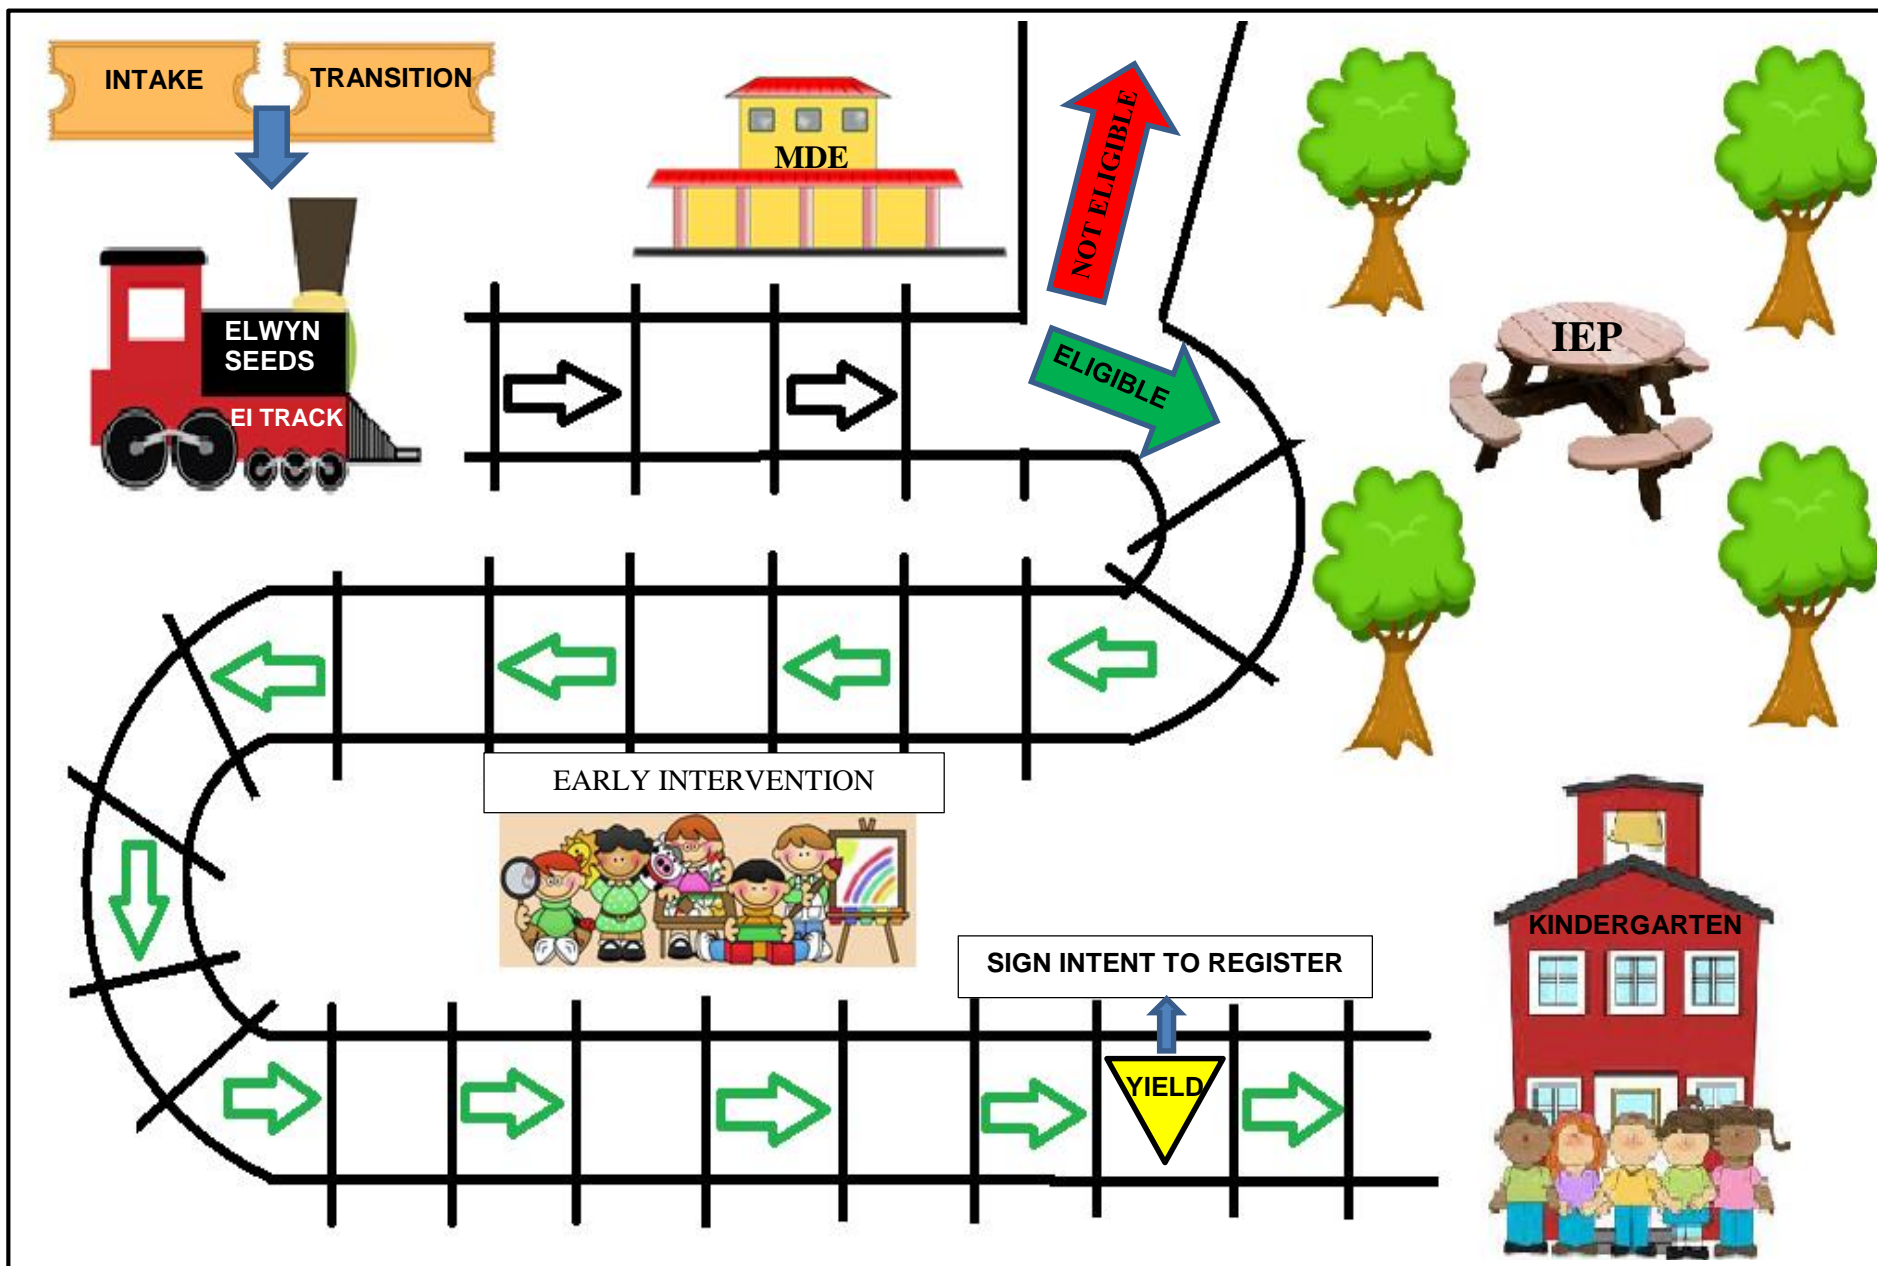 INTAKE
TRANSITION
MDE
NOT ELIGIBLE
ELIGIBLE
IEP
ELWYN
SEEDS
EI TRACK
EARLY INTERVENTION
SIGN INTENT TO REGISTER
YIELD
KINDERGARTEN